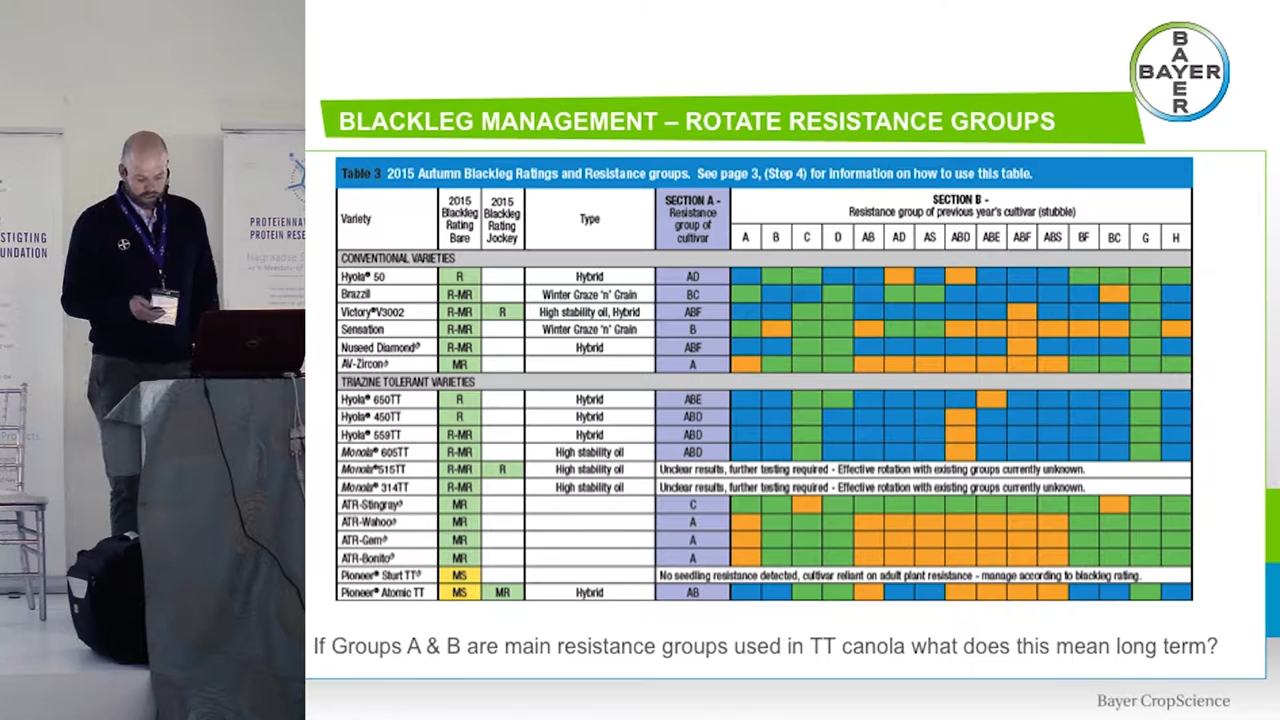 BAYER
BAYER
BLACKLEG MANAGEMENT – ROTATE RESISTANCE GROUPS
Table 3 2015 Autumn Blackleg Ratings and Resistance groups. See page 3, (Step 4) for information on how to use this table.
Variety
2015 Blackleg Rating Bare
2015 Blackleg Rating Jockey
Type
SECTION A - Resistance group of cultivar
SECTION B -
Resistance group of previous year's cultivar (stubble)
A B C D AB AD AS ABD ABE ABF ABS BF BC G H
CONVENTIONAL VARIETIES
Hyola® 50 R Hybrid AD
Brazzil R-MR Winter Graze 'n' Grain BC
Victory®V3002 R-MR R High stability oil, Hybrid ABF
Sensation R-MR Winter Graze 'n' Grain B
Nuseed Diamond R-MR Hybrid ABF
AV-Zircon MR A
TRIAZINE TOLERANT VARIETIES
Hyola® 650TT R Hybrid ABE
Hyola® 450TT R Hybrid ABD
Hyola® 559TT R-MR Hybrid ABD
Monola® 605TT R-MR High stability oil ABD
Monola®515TT R-MR R High stability oil Unclear results, further testing required - Effective rotation with existing groups currently unknown.
Monola® 314TT R-MR High stability oil Unclear results, further testing required - Effective rotation with existing groups currently unknown.
ATR-Stingray MR C
ATR-Wahoo MR A
ATR-Gem MR A
ATR-Bonito MR A
Pioneer® Sturt TT MS No seedling resistance detected, cultivar reliant on adult plant resistance - manage according to blackleg rating.
Pioneer® Atomic TT MS MR Hybrid AB
If Groups A & B are main resistance groups used in TT canola what does this mean long term?
Bayer CropScience
STIGTING
UNDATION
PROTEIN RES